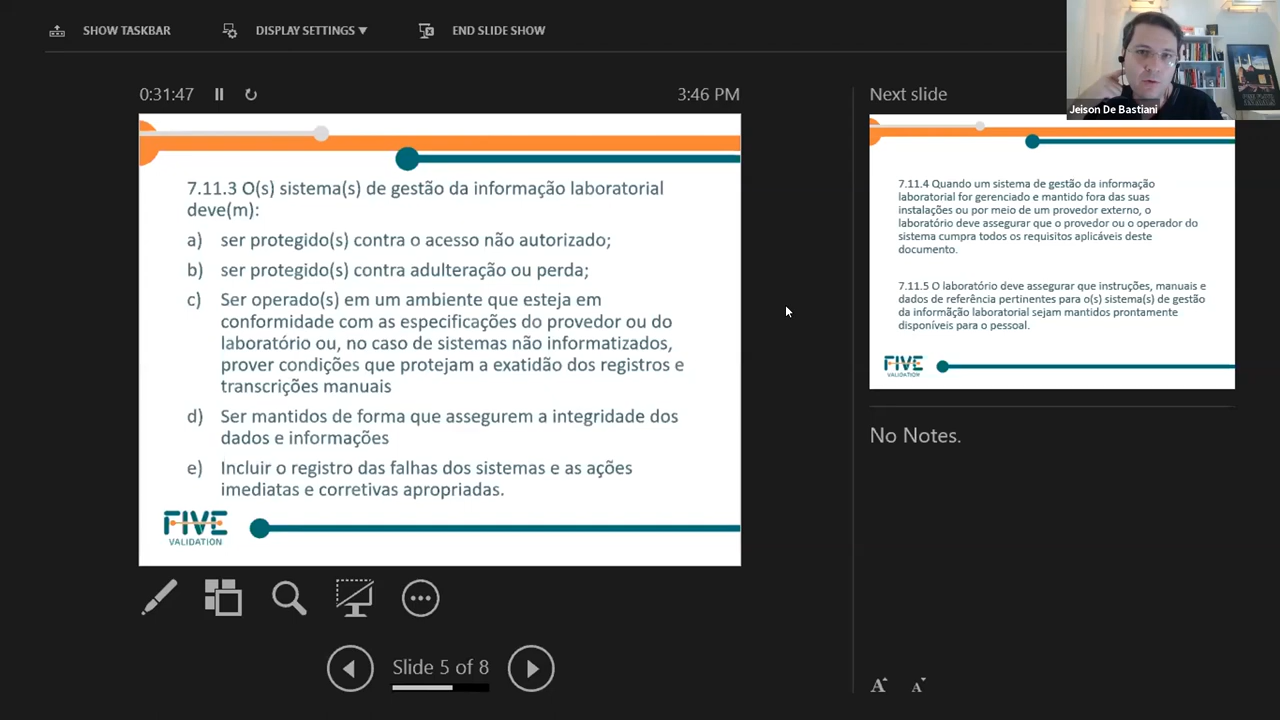 SHOW TASKBAR
DISPLAY SETTINGS ▼
END SLIDE SHOW
Jeison De Bastiani
0:31:47
3:46 PM
7.11.3 O(s) sistema(s) de gestão da informação laboratorial
deve(m):
a) ser protegido(s) contra o acesso não autorizado;
b) ser protegido(s) contra adulteração ou perda;
c) Ser operado(s) em um ambiente que esteja em
conformidade com as especificações do provedor ou do
laboratório ou, no caso de sistemas não informatizados,
prover condições que protejam a exatidão dos registros e
transcrições manuais
d) Ser mantidos de forma que assegurem a integridade dos
dados e informações
e) Incluir o registro das falhas dos sistemas e as ações
imediatas e corretivas apropriadas.
FIVE
VALIDATION
Slide 5 of 8
Next slide
7.11.4 Quando um sistema de gestão da informação
laboratorial for gerenciado e mantido fora das suas
instalações ou por meio de um provedor externo, o
laboratório deve assegurar que o provedor ou o operador do
sistema cumpra todos os requisitos aplicáveis deste
documento.
7.11.5 O laboratório deve assegurar que instruções, manuais e
dados de referência pertinentes para o(s) sistema(s) de gestão
da informãção laboratorial sejam mantidos prontamente
disponíveis para o pessoal.
FIVE
VALIDATION
No Notes.
A A